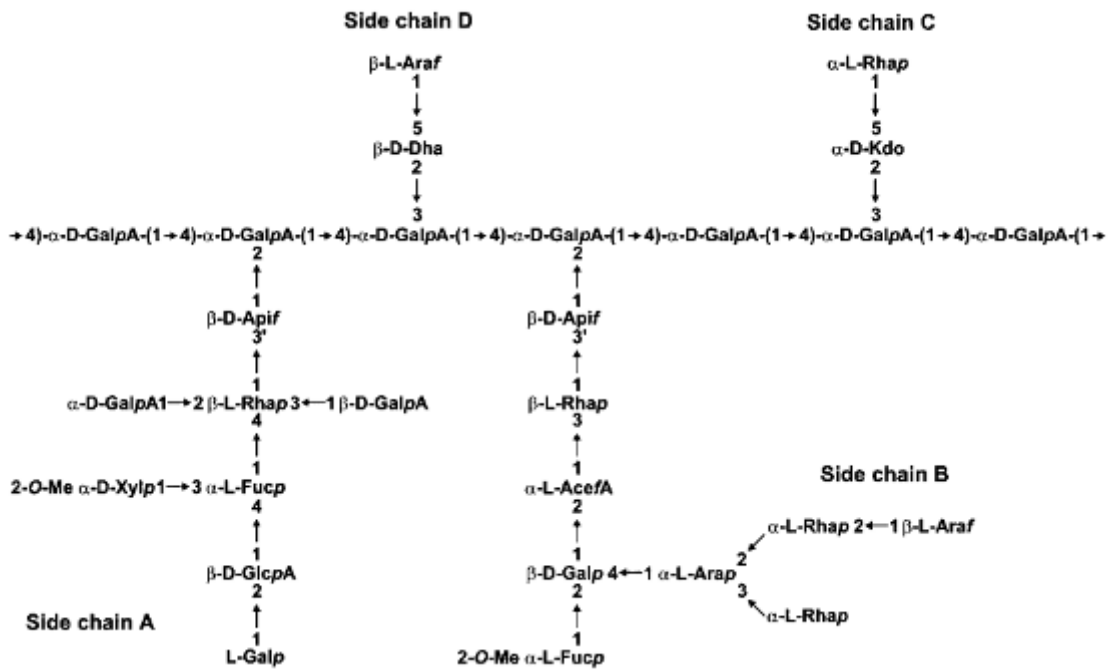 Side chain D Side chain C
β-L-Araf α-L-Rhap
1 1
5 5
β-D-Dha α-D-Kdo
2 2
3 3
→ 4)-α-D-GalpA-(1 → 4)-α-D-GalpA-(1 → 4)-α-D-GalpA-(1 → 4)-α-D-GalpA-(1 → 4)-α-D-GalpA-(1 → 4)-α-D-GalpA-(1 → 4)-α-D-GalpA-(1 →
2 2
1 1
β-D-Apif β-D-Apif
3' 3'
1 1
α-D-GalpA1→2 β-L-Rhap 3 ←1 β-D-GalpA β-L-Rhap
4 3
1 1
2-O-Me α-D-Xylp1→3 α-L-Fucp α-L-AcefA Side chain B
4 2
α-L-Rhap 2←1 β-L-Araf
1 1 2
β-D-GlcpA β-D-Galp 4←1 α-L-Arap
2 2 3
Side chain A α-L-Rhap
1 1
L-Galp 2-O-Me α-L-Fucp